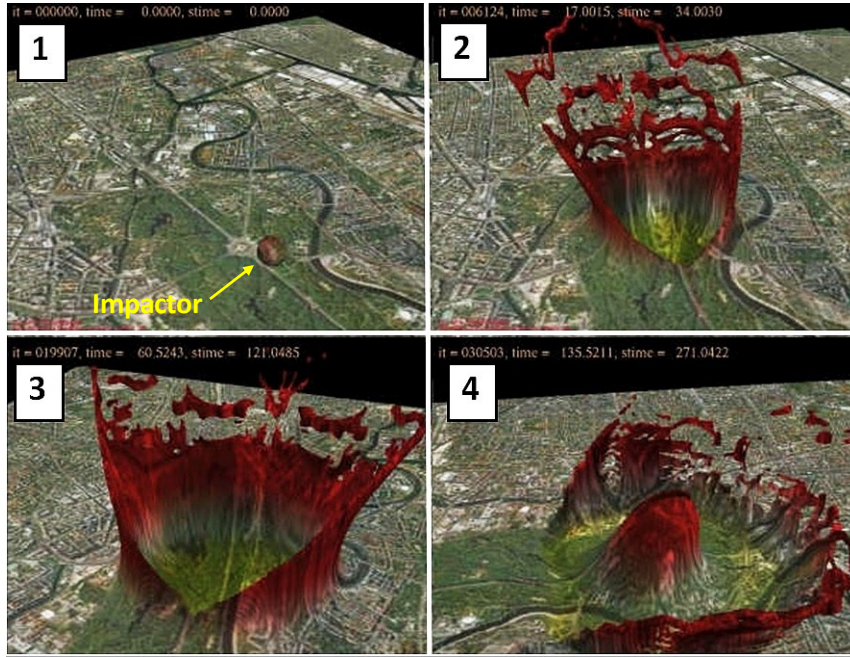 it = 000000, time = 0.0000, stime = 0.0000
1
Impactor
it = 006124, time = 17.0015, stime = 34.0030
2
it = 019907, time = 60.5243, stime = 121.0485
3
it = 030503, time = 135.5211, stime = 271.0422
4